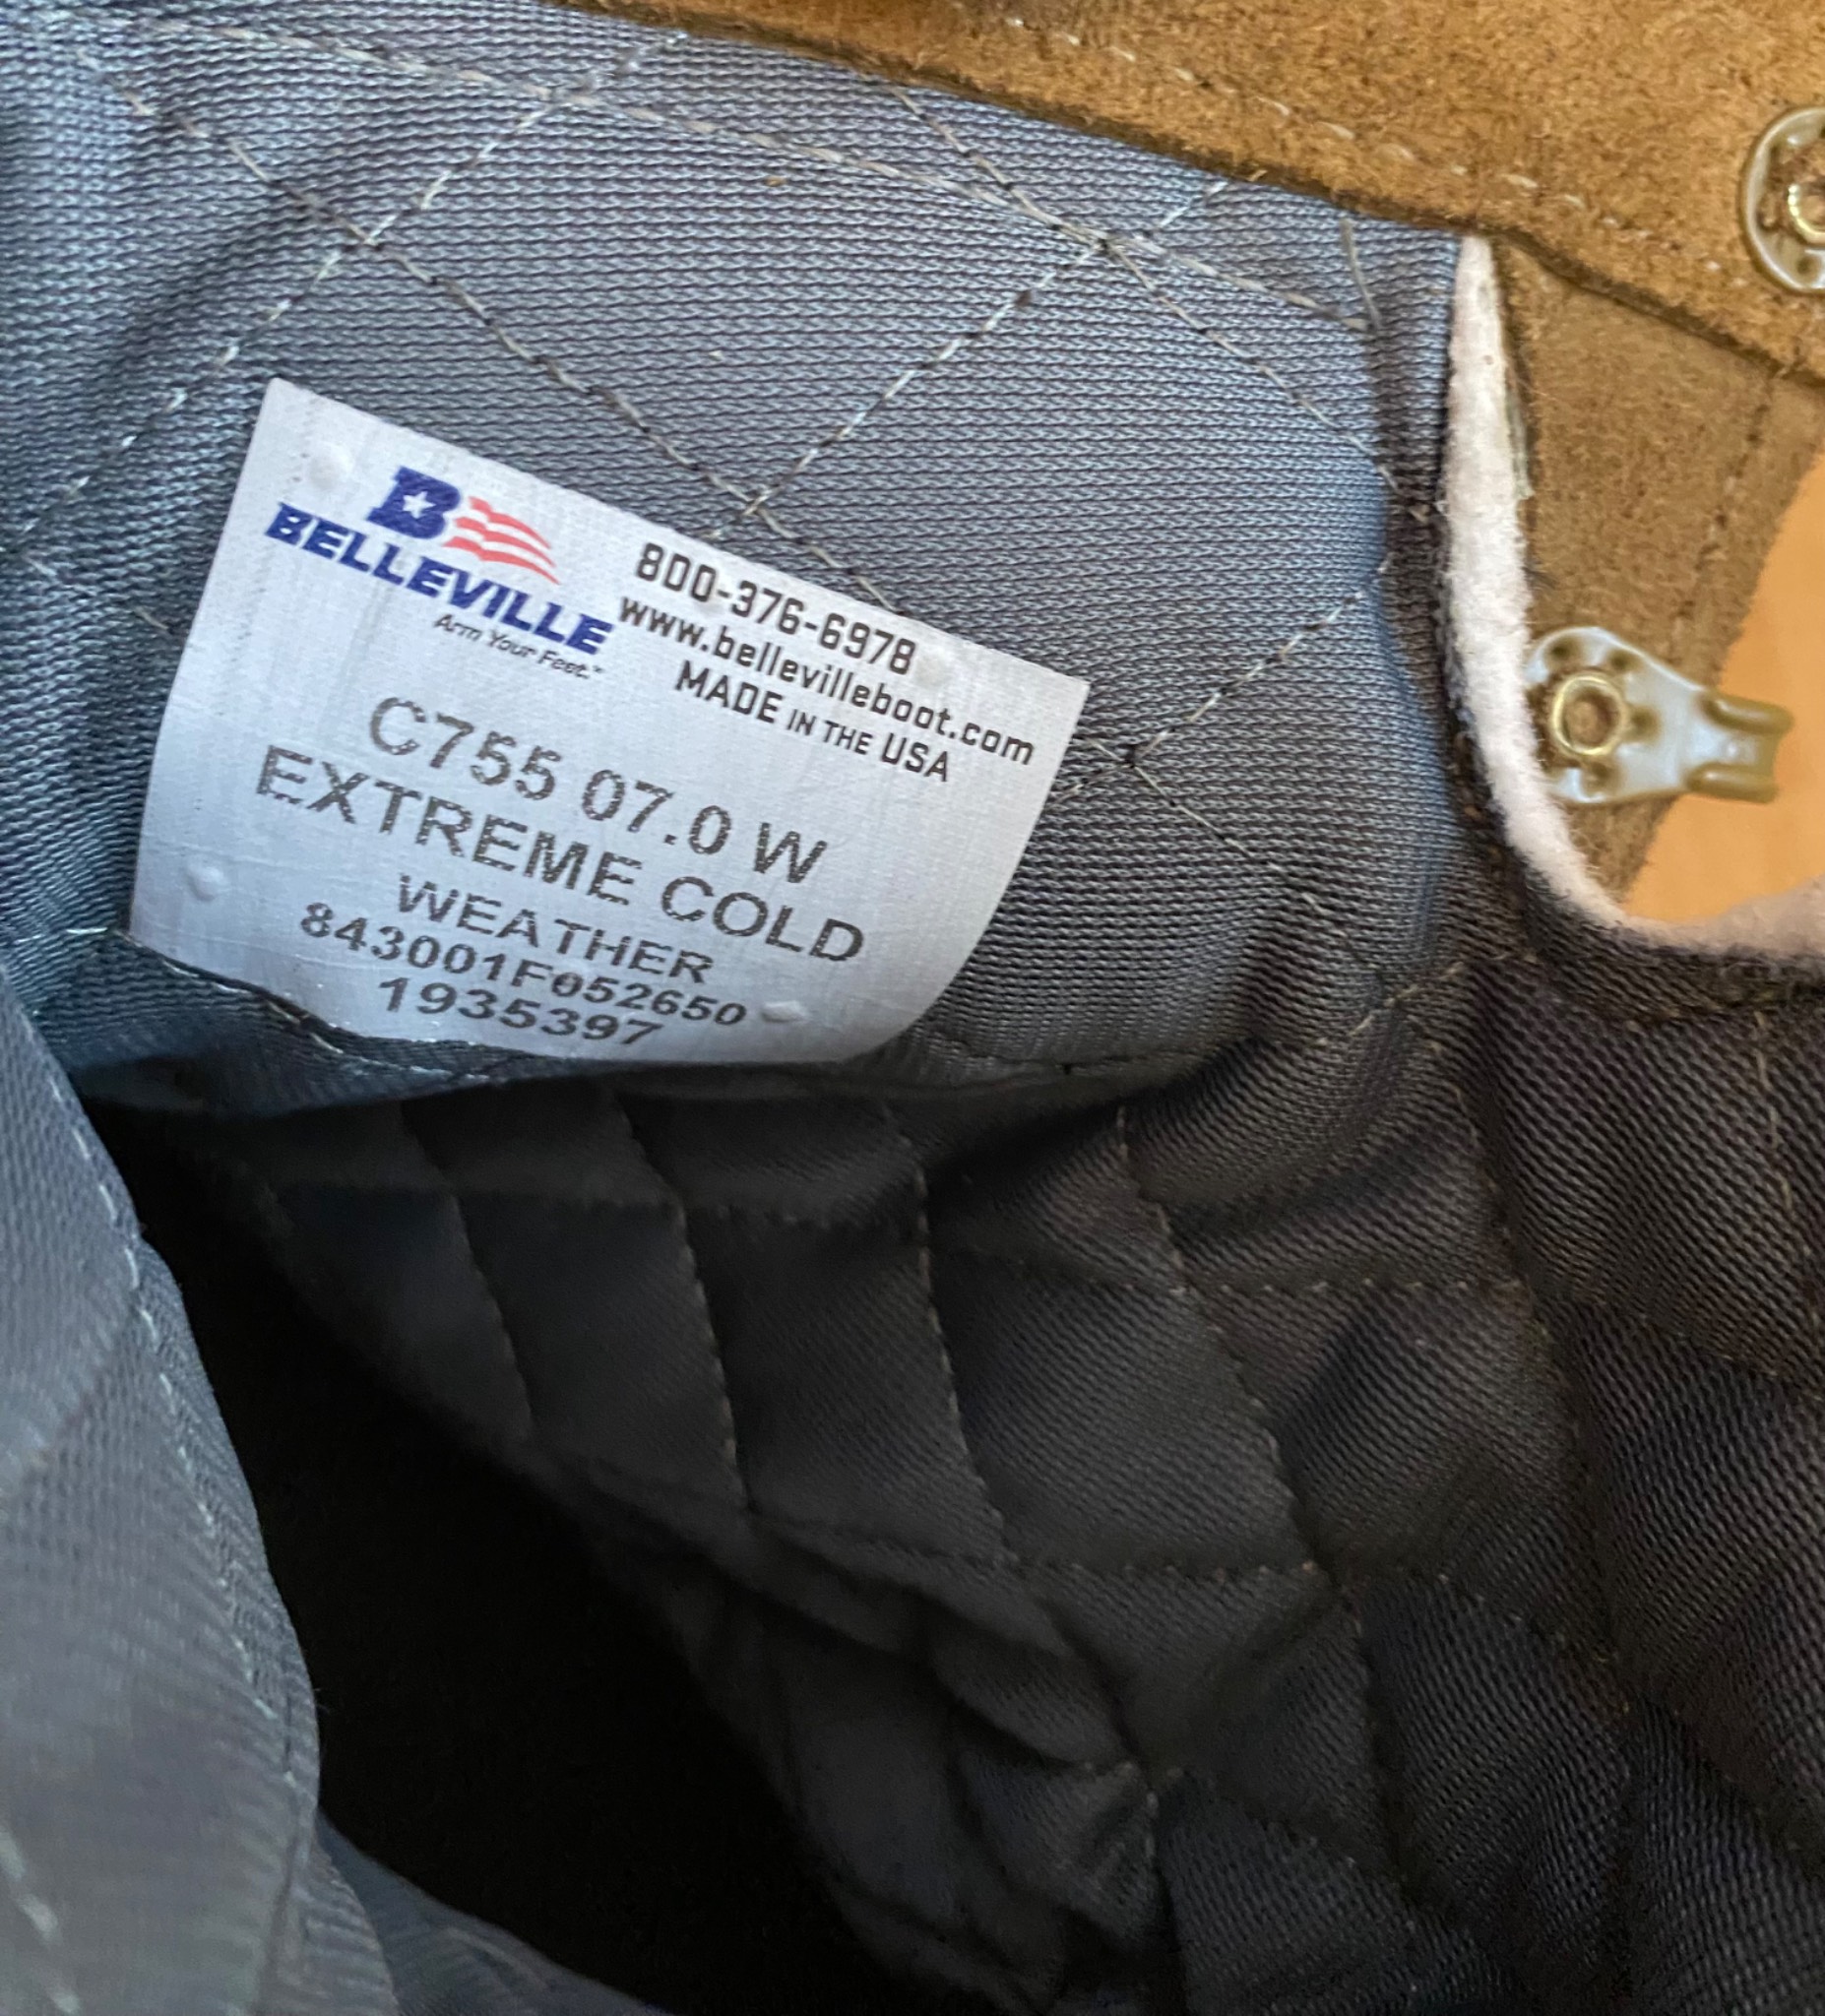 B
BELLEVILLE
Arm Your Feet.™
800-376-6978
www.bellevilleboot.com
MADE IN THE USA
C755 07.0 W
EXTREME COLD
WEATHER
843001F052650
1935397